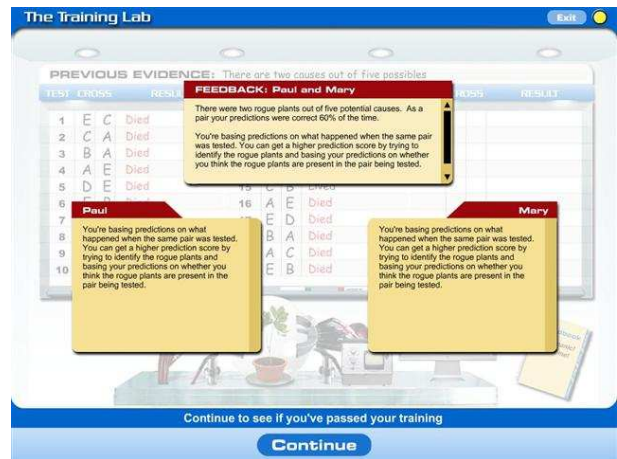 The Training Lab
Exit
PREVIOUS EVIDENCE: There are two causes out of five possibles
TEST CROSS RESUL
CROSS RESULT
FEEDBACK: Paul and Mary
There were two rogue plants out of five potential causes. As a
pair your predictions were correct 60% of the time.
You're basing predictions on what happened when the same pair
was tested. You can get a higher prediction score by trying to
identify the rogue plants and basing your predictions on whether
you think the rogue plants are present in the pair being tested.
1 E C Died
2 C A Died
3 B A Died
4 A E Died
5 D E Died 15 C B Lived
6 16 A E Died
7 E D Died
8 B A Died
9 A C Died
10 E B Died
Paul
You're basing predictions on what
happened when the same pair was tested.
You can get a higher prediction score by
trying to identify the rogue plants and
basing your predictions on whether you
think the rogue plants are present in the
pair being tested.
Mary
You're basing predictions on what
happened when the same pair was tested.
You can get a higher prediction score by
trying to identify the rogue plants and
basing your predictions on whether you
think the rogue plants are present in the
pair being tested.
Continue to see if you've passed your training
Continue